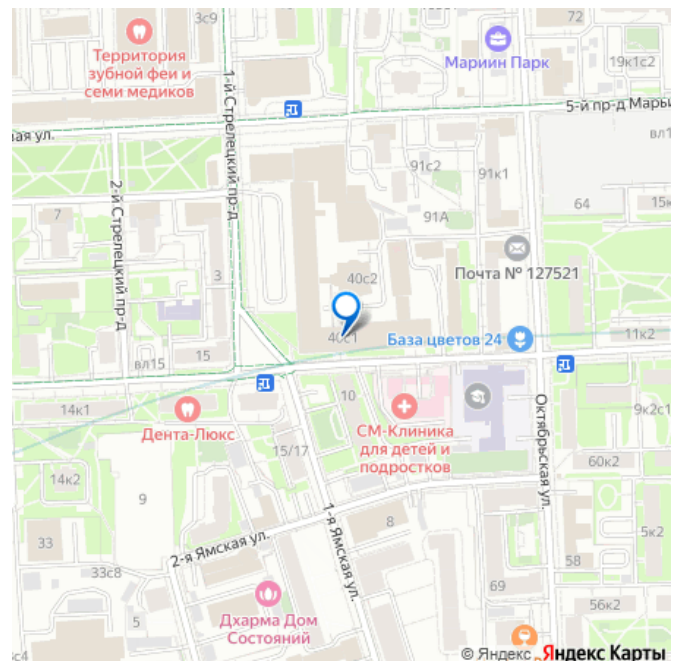 3с9
72
Территория
зубной феи и
семи медиков
Мариин Парк
19к1с2
1-й Стрелецкий пр-д
5-й пр-д Марьи
ая ул.
вл1
2-й Стрелецкий пр-д
91с2
91к1
7
91А
64
15к
3
40с2
Почта № 127521
40с1
База цветов 24
11к2
вл15
15
14к1
10
Дента-Люкс
СМ-Клиника
для детей и
подростков
Октябрьская ул.
9к2с1
15/17
60к2
14к2
9
1-я Ямская ул.
8
5к2
33
2-я Ямская ул.
58
33с8
69
56к2
5
Дхарма Дом
Состояний
3с4
© Яндекс Яндекс Карты